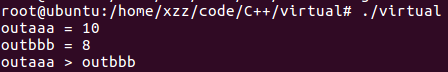 root@ubuntu:/home/xzz/code/C++/virtual# ./virtual
outaaa = 10
outbbb = 8
outaaa > outbbb